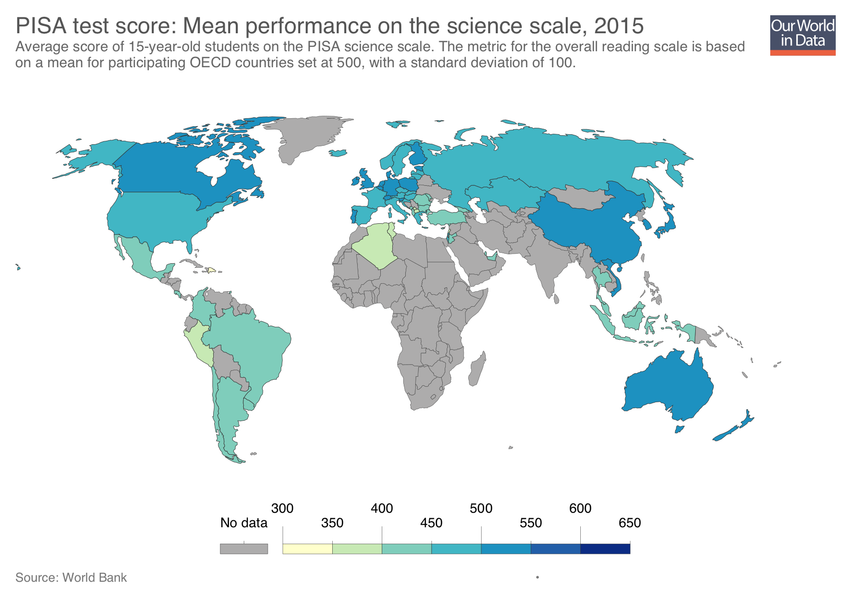 PISA test score: Mean performance on the science scale, 2015
Average score of 15-year-old students on the PISA science scale. The metric for the overall reading scale is based
on a mean for participating OECD countries set at 500, with a standard deviation of 100.
Our World
in Data
300 400 500 600
No data 350 450 550 650
Source: World Bank